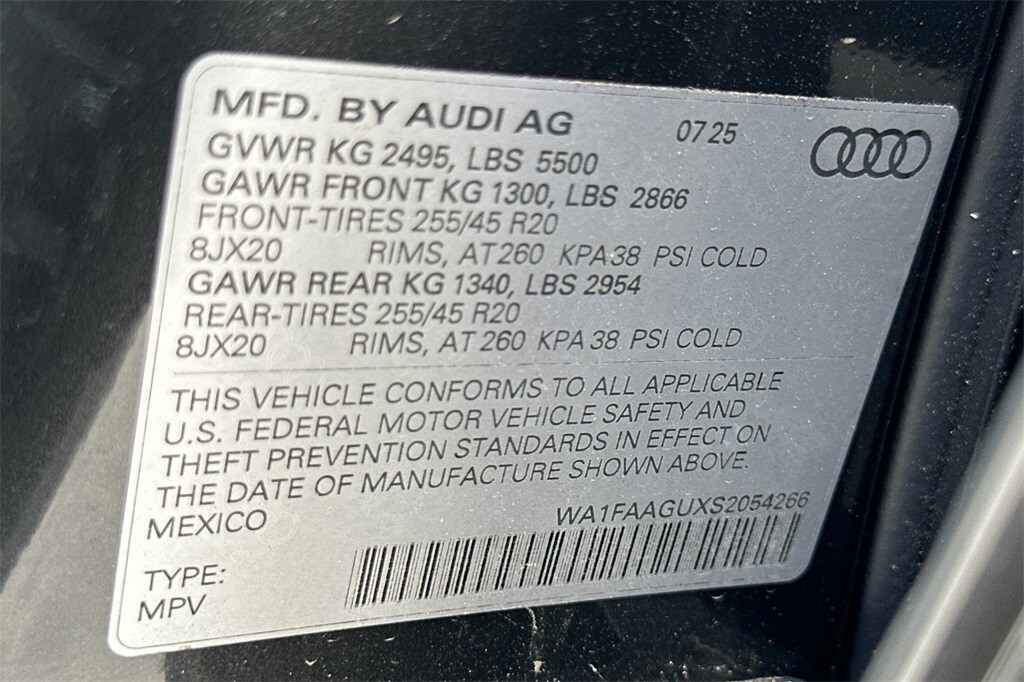 MFD. BY AUDI AG 07 25
GVWR KG 2495, LBS 5500
GAWR FRONT KG 1300, LBS 2866
FRONT-TIRES 255/45 R20
8JX20 RIMS, AT 260 KPA 38 PSI COLD
GAWR REAR KG 1340, LBS 2954
REAR-TIRES 255/45 R20
8JX20 RIMS, AT 260 KPA 38 PSI COLD
THIS VEHICLE CONFORMS TO ALL APPLICABLE
U.S. FEDERAL MOTOR VEHICLE SAFETY AND
THEFT PREVENTION STANDARDS IN EFFECT ON
THE DATE OF MANUFACTURE SHOWN ABOVE.
MEXICO WA1FAAGUXS2054266
TYPE:
MPV